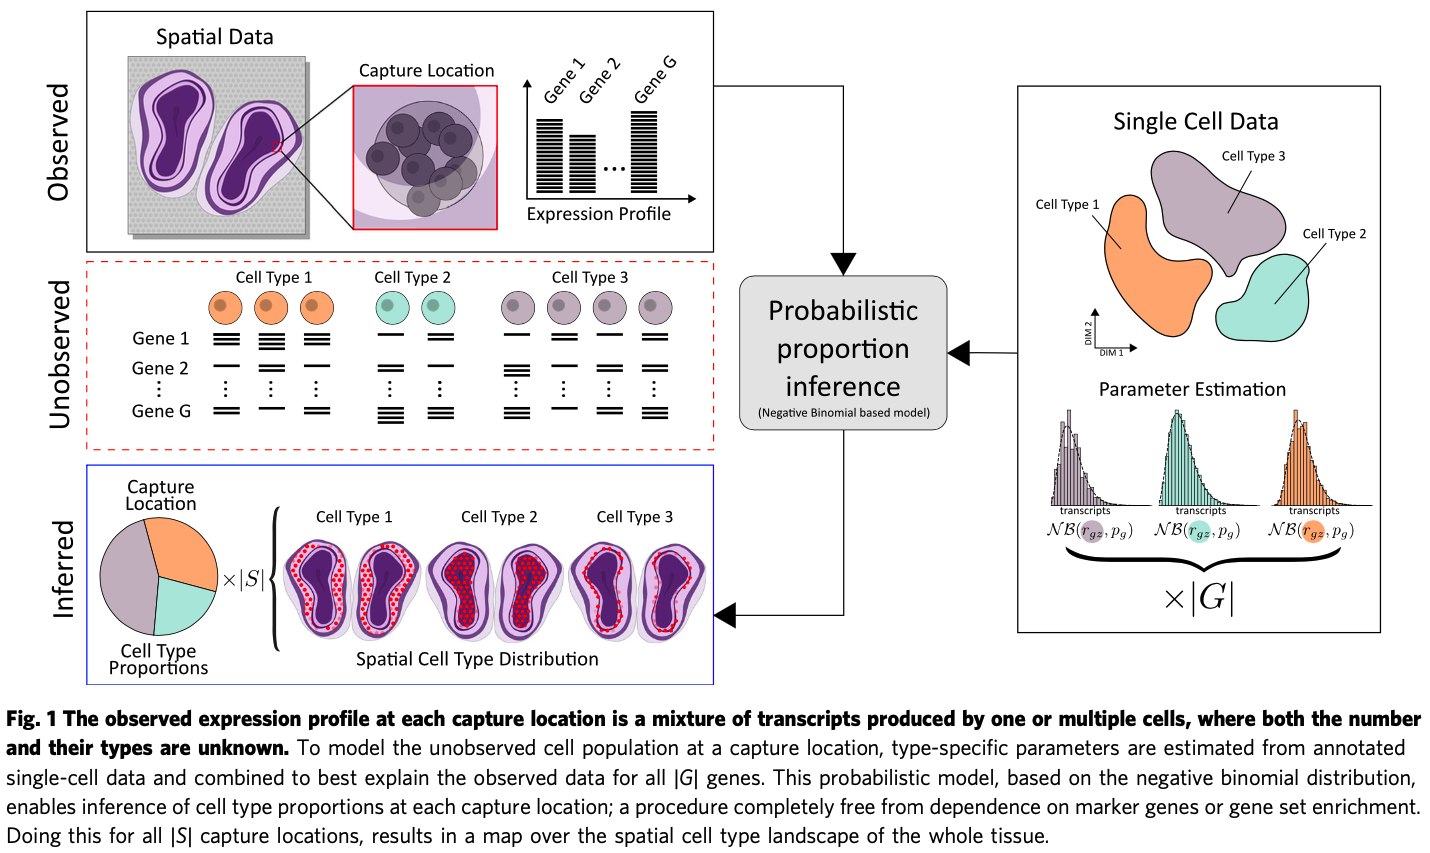 Observed
Spatial Data
Capture Location
Gene 1
Gene 2
Gene G
...
Expression Profile
Unobserved
Cell Type 1
Cell Type 2
Cell Type 3
Gene 1
Gene 2
Gene G
Inferred
Capture
Location
Cell Type
Proportions
×|S|
Cell Type 1
Cell Type 2
Cell Type 3
Spatial Cell Type Distribution
Probabilistic
proportion
inference
(Negative Binomial based model)
Single Cell Data
Cell Type 3
Cell Type 1
Cell Type 2
DIM 2
DIM 1
Parameter Estimation
transcripts
transcripts
transcripts
𝒩ℬ(r_gz, p_g)
𝒩ℬ(r_gz, p_g)
𝒩ℬ(r_gz, p_g)
×|G|
Fig. 1 The observed expression profile at each capture location is a mixture of transcripts produced by one or multiple cells, where both the number
and their types are unknown. To model the unobserved cell population at a capture location, type-specific parameters are estimated from annotated
single-cell data and combined to best explain the observed data for all |G| genes. This probabilistic model, based on the negative binomial distribution,
enables inference of cell type proportions at each capture location; a procedure completely free from dependence on marker genes or gene set enrichment.
Doing this for all |S| capture locations, results in a map over the spatial cell type landscape of the whole tissue.